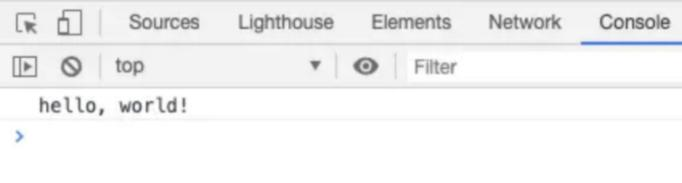 Sources Lighthouse Elements Network Console
top Filter
hello, world!